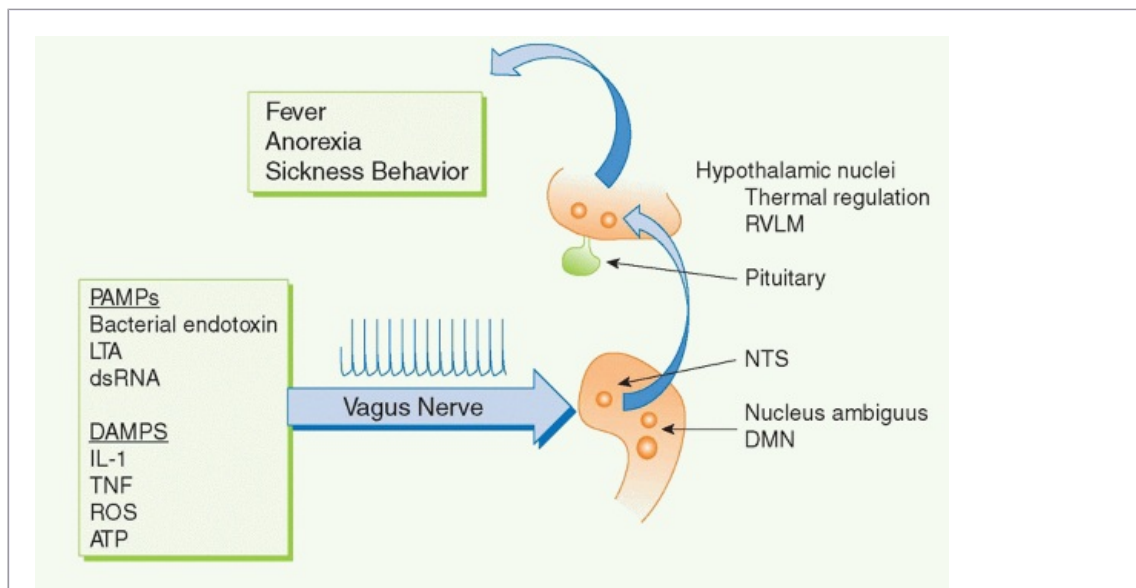 Fever
Anorexia
Sickness Behavior
Hypothalamic nuclei
Thermal regulation
RVLM
Pituitary
PAMPs
Bacterial endotoxin
LTA
dsRNA
DAMPS
IL-1
TNF
ROS
ATP
Vagus Nerve
NTS
Nucleus ambiguus
DMN